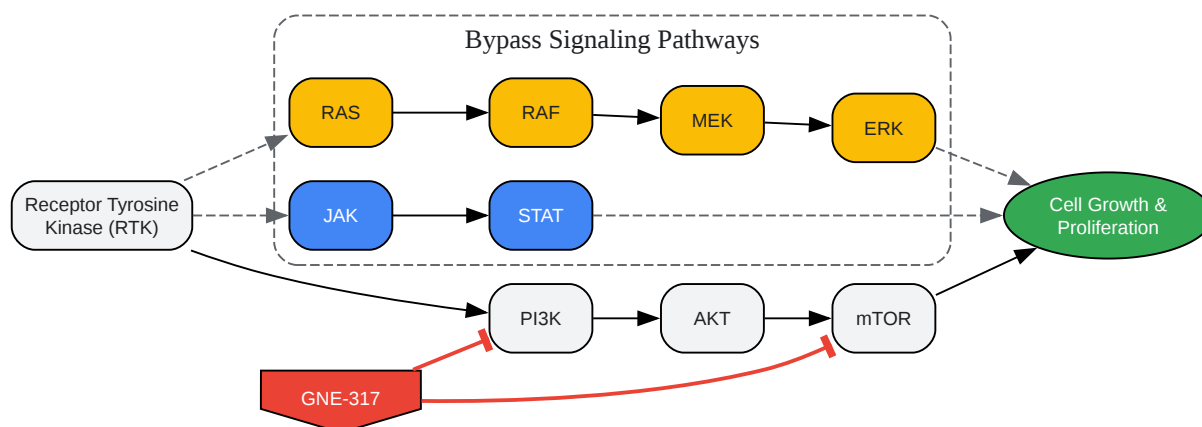 Bypass Signaling Pathways
RAS
RAF
MEK
ERK
Receptor Tyrosine
Kinase (RTK)
JAK
STAT
Cell Growth &
Proliferation
PI3K
AKT
mTOR
GNE-317